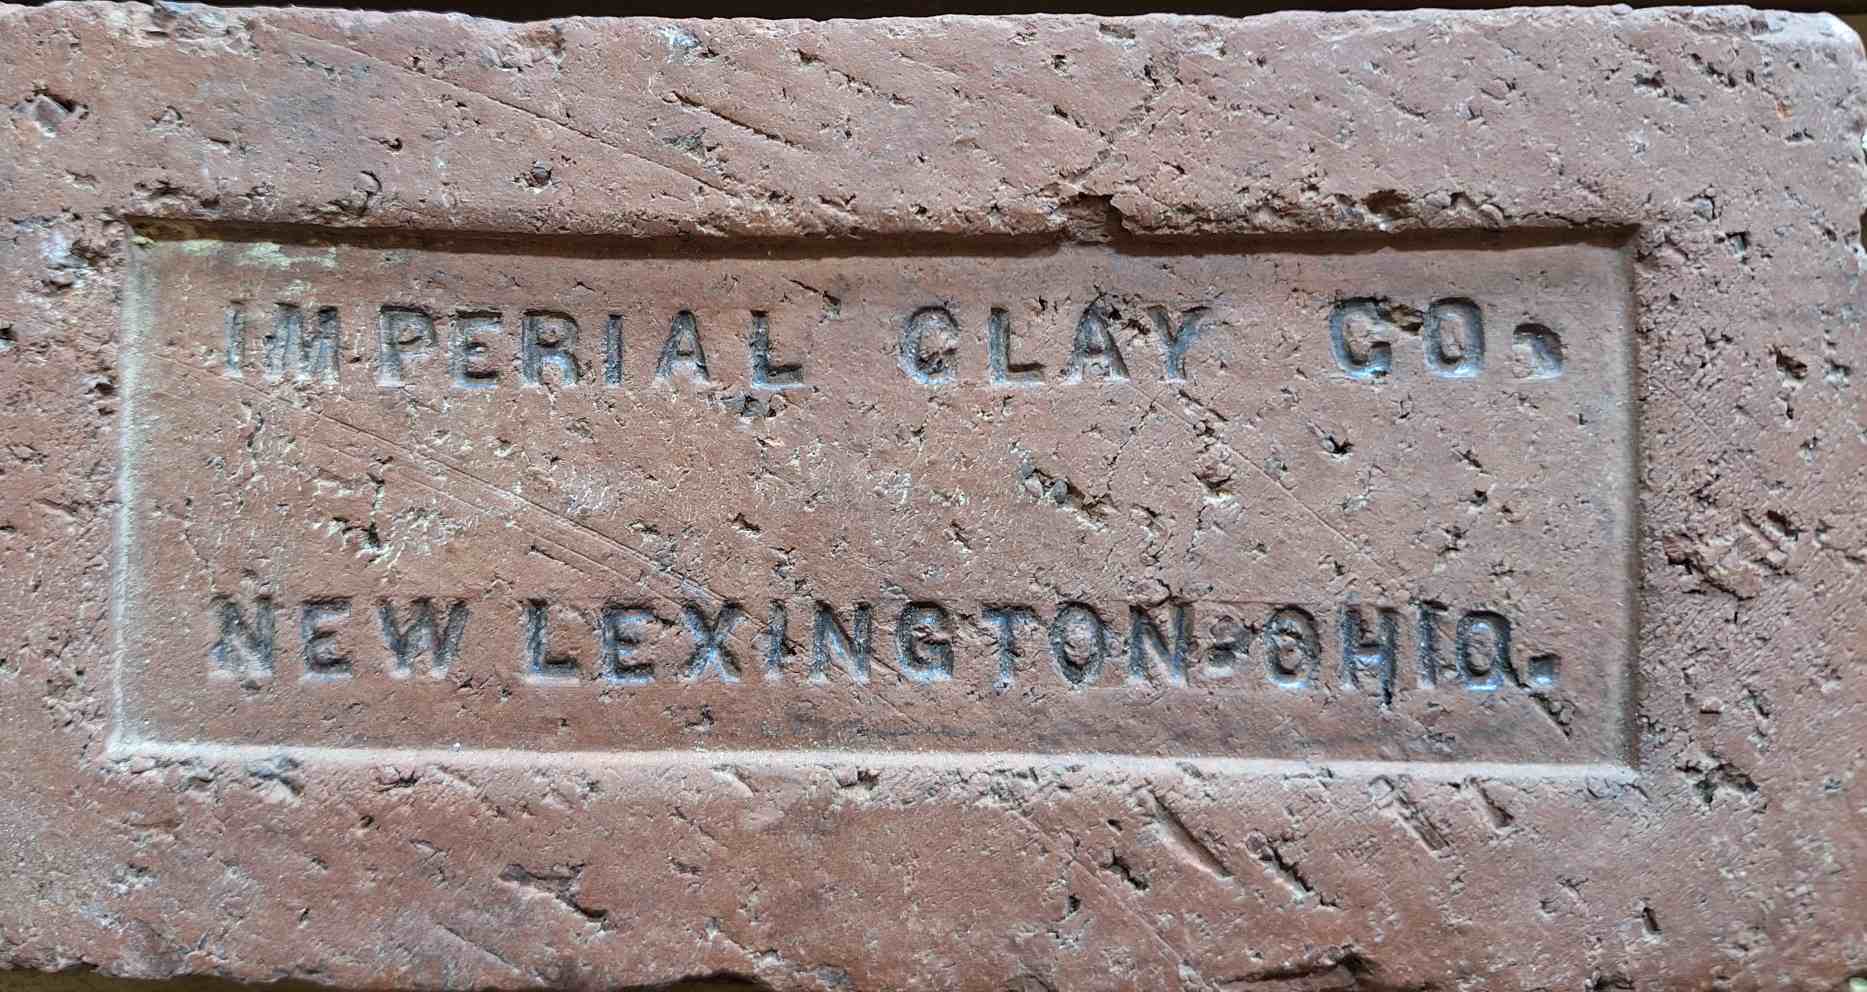 IMPERIAL CLAY CO.
NEW LEXINGTON. OHIO.